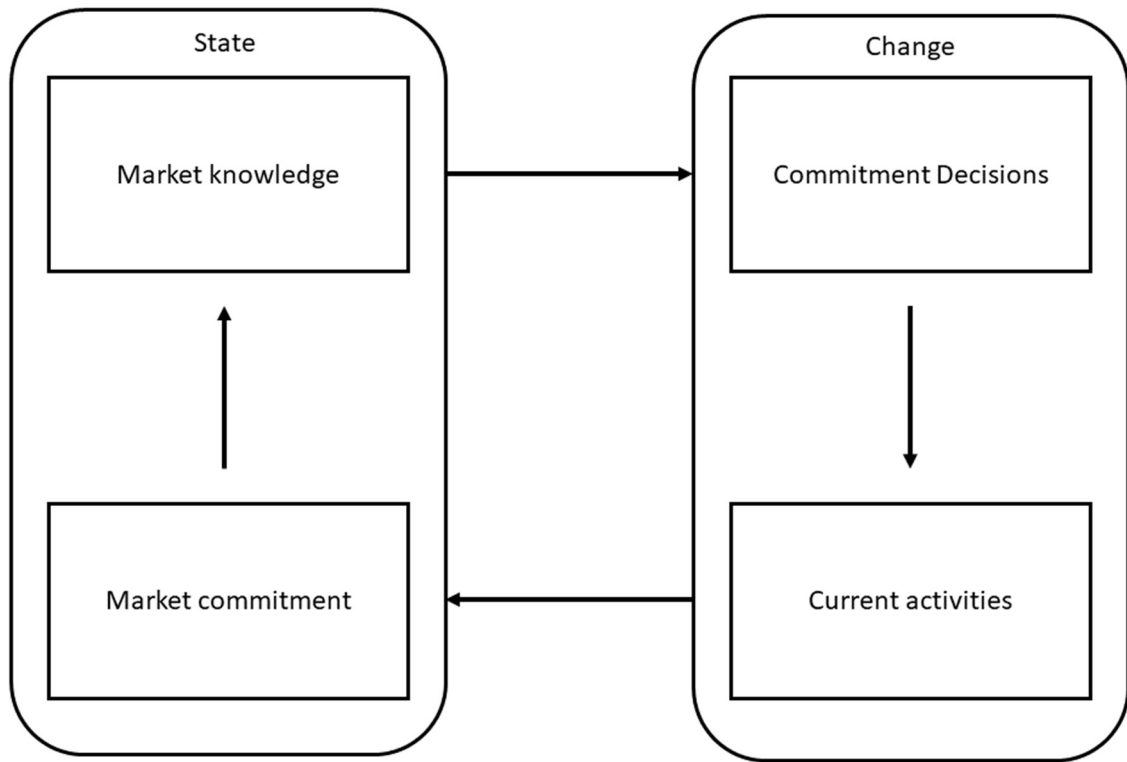 State
Market knowledge
Market commitment
Change
Commitment Decisions
Current activities